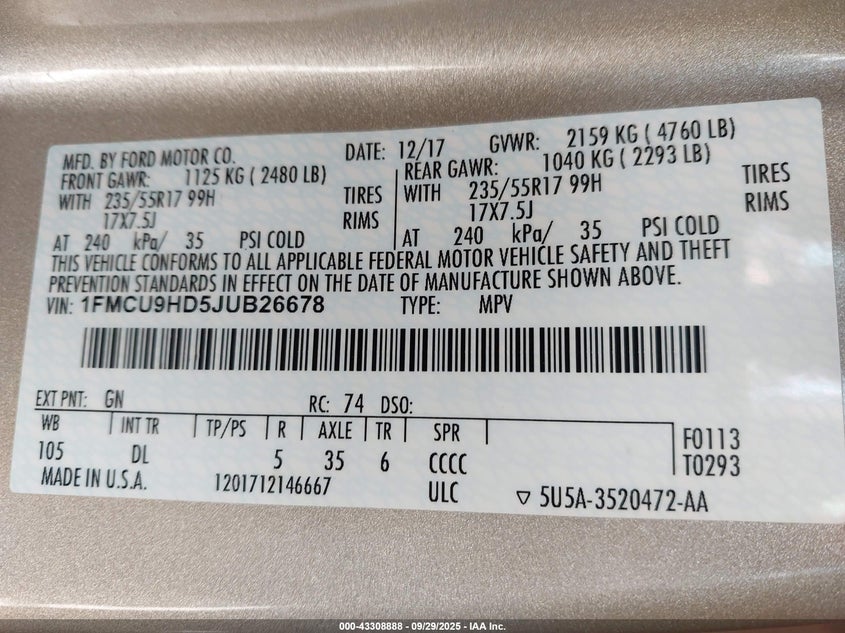 MFD. BY FORD MOTOR CO. DATE: 12/17 GVWR: 2159 KG ( 4760 LB)
FRONT GAWR: 1125 KG ( 2480 LB) REAR GAWR: 1040 KG ( 2293 LB)
WITH 235/55R17 99H TIRES WITH 235/55R17 99H TIRES
17X7.5J RIMS 17X7.5J RIMS
AT 240 kPa/ 35 PSI COLD AT 240 kPa/ 35 PSI COLD
THIS VEHICLE CONFORMS TO ALL APPLICABLE FEDERAL MOTOR VEHICLE SAFETY AND THEFT
PREVENTION STANDARDS IN EFFECT ON THE DATE OF MANUFACTURE SHOWN ABOVE.
VIN: 1FMCU9HD5JUB26678 TYPE: MPV
EXT PNT: GN RC: 74 DSO:
WB INT TR TP/PS R AXLE TR SPR F0113
105 DL 5 35 6 CCCC T0293
MADE IN U.S.A. 1201712146667 ULC ▽ 5U5A-3520472-AA
000-43308888 - 09/29/2025 - IAA Inc.